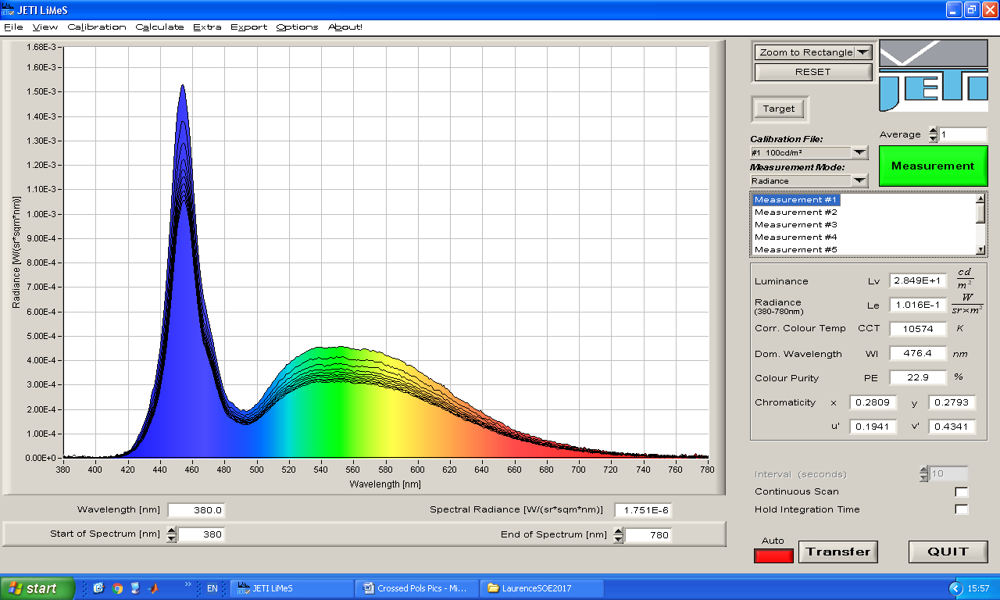 JETI LiMeS
File View Calibration Calculate Extra Export Options About!
1.68E-3
1.60E-3
1.50E-3
1.40E-3
1.30E-3
1.20E-3
1.10E-3
1.00E-3
9.00E-4
8.00E-4
7.00E-4
6.00E-4
5.00E-4
4.00E-4
3.00E-4
2.00E-4
1.00E-4
0.00E+0
Radiance [W/(sr*sqm*nm)]
380 400 420 440 460 480 500 520 540 560 580 600 620 640 660 680 700 720 740 760 780
Wavelength [nm]
Wavelength [nm] 380.0 Spectral Radiance [W/(sr*sqm*nm)] 1.751E-6
Start of Spectrum [nm] 380 End of Spectrum [nm] 780
Zoom to Rectangle
RESET
JETI
Target
Calibration File:
#1 100cd/m²
Measurement Mode:
Radiance
Average 1
Measurement
Measurement #1
Measurement #2
Measurement #3
Measurement #4
Measurement #5
Luminance Lv 2.849E+1 cd/m²
Radiance Le 1.016E-1 W/sr×m²
(380-780nm)
Corr. Colour Temp CCT 10574 K
Dom. Wavelength Wl 476.4 nm
Colour Purity PE 22.9 %
Chromaticity x 0.2809 y 0.2793
u' 0.1941 v' 0.4341
Interval (seconds) 10
Continuous Scan
Hold Integration Time
Auto
Transfer QUIT
start EN JETI LiMeS Crossed Pols Pics - Mi... LaurenceSOE2017 15:57